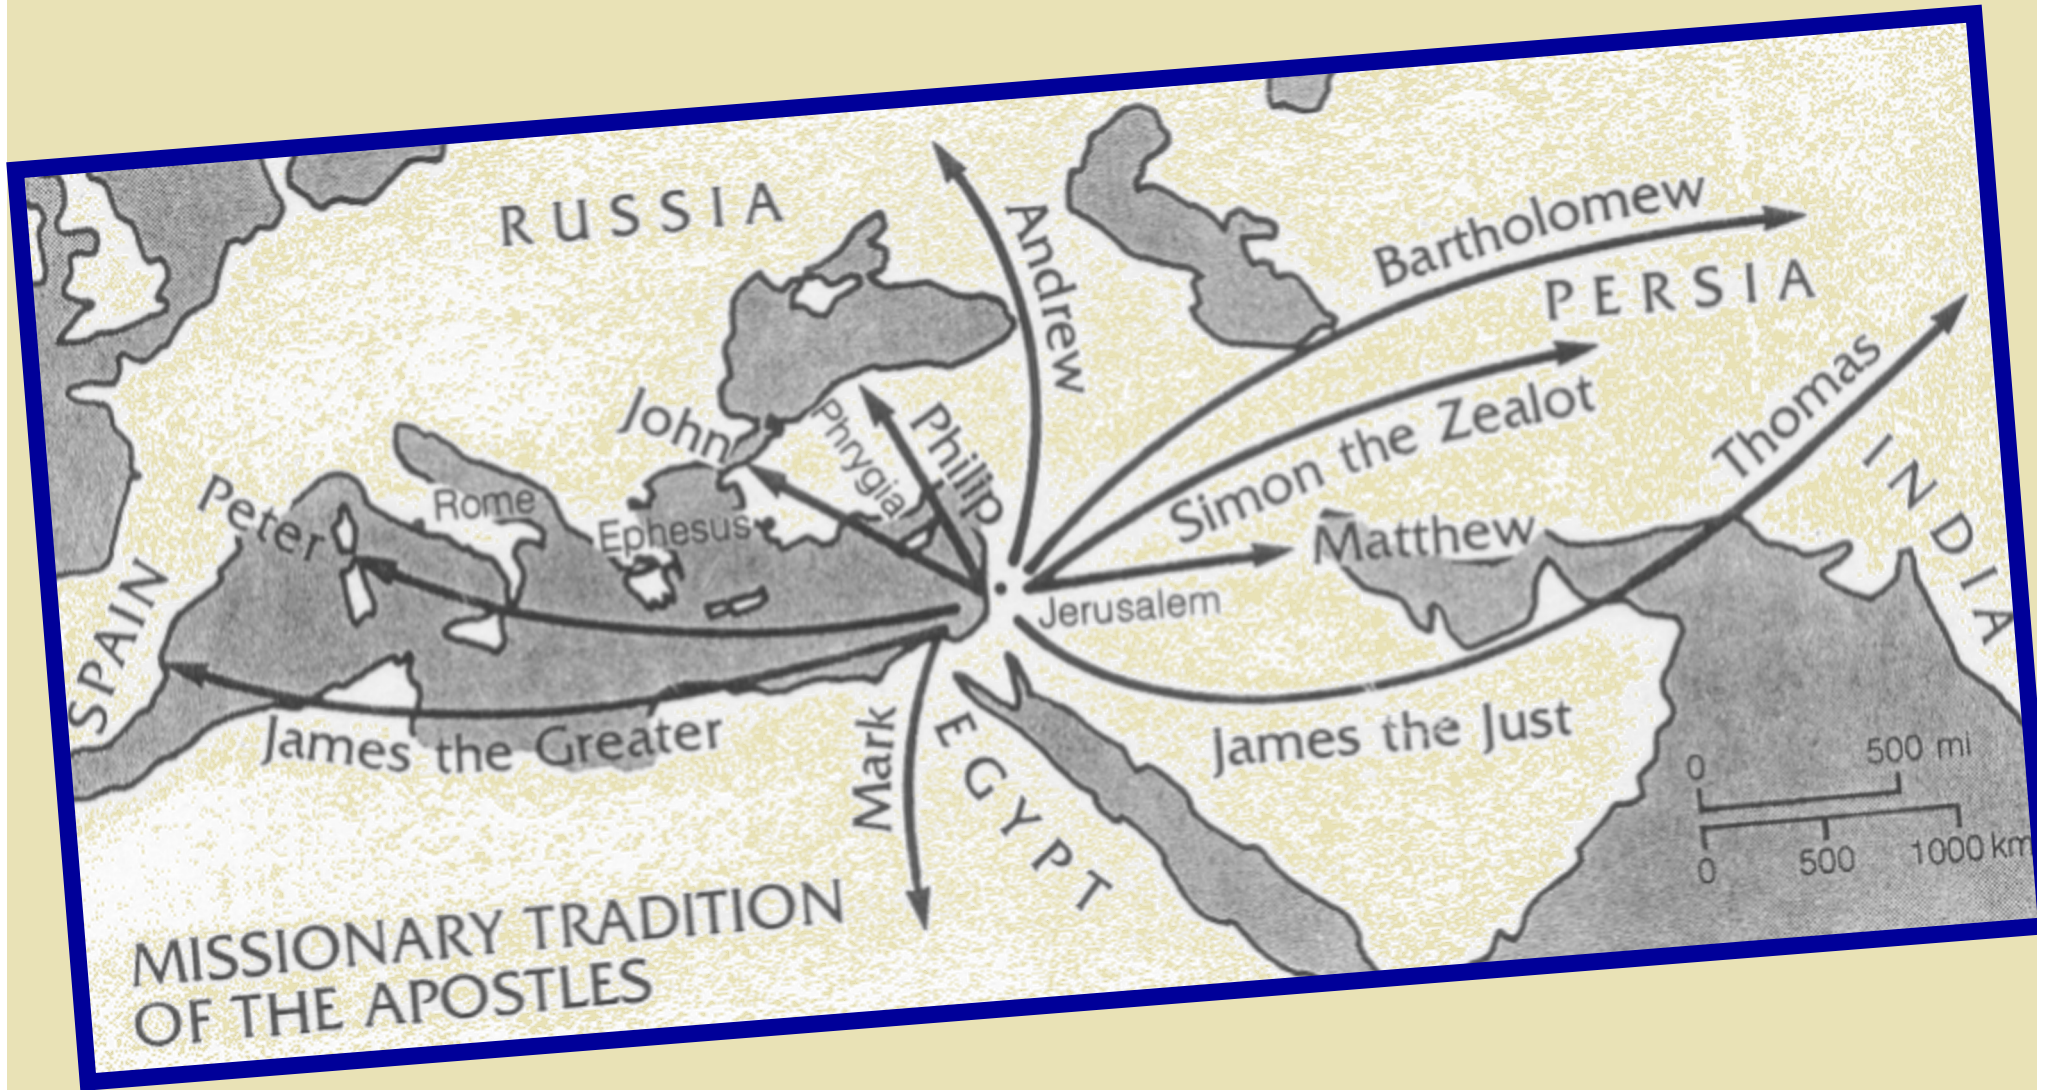 RUSSIA
Andrew
Bartholomew
PERSIA
John
Phrygia
Philip
Simon the Zealot
Thomas
INDIA
Peter
Rome
Ephesus
Matthew
SPAIN
Jerusalem
James the Greater
Mark
EGYPT
James the Just
0 500 mi
0 500 1000 km
MISSIONARY TRADITION
OF THE APOSTLES